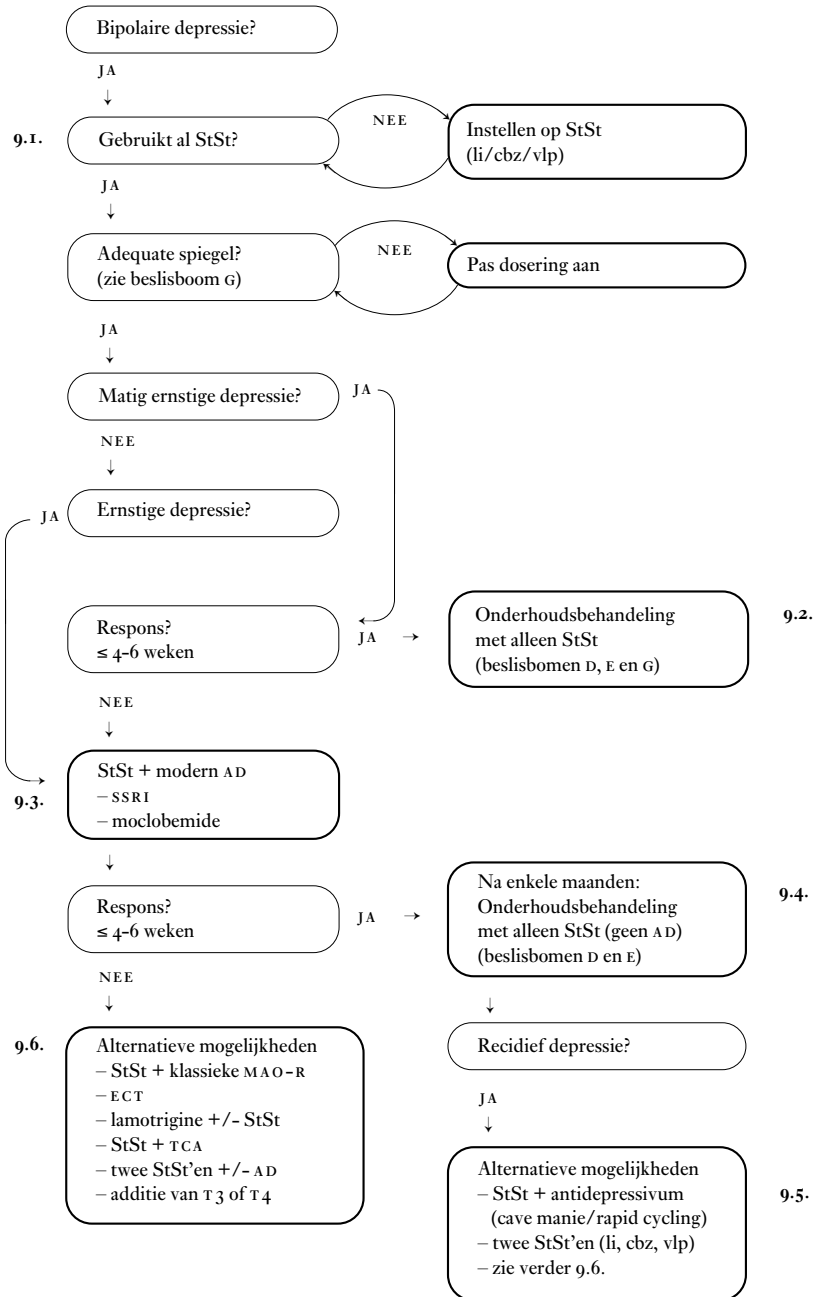 Bipolaire depressie?
JA
↓
9.1.
Gebruikt al StSt?
NEE
Instellen op StSt
(li/cbz/vlp)
JA
↓
Adequate spiegel?
(zie beslisboom G)
NEE
Pas dosering aan
JA
↓
Matig ernstige depressie?
JA
NEE
↓
JA
Ernstige depressie?
Respons?
≤ 4-6 weken
JA →
Onderhoudsbehandeling
met alleen StSt
(beslisbomen D, E en G)
9.2.
NEE
↓
9.3.
StSt + modern AD
– SSRI
– moclobemide
↓
Respons?
≤ 4-6 weken
JA →
Na enkele maanden:
Onderhoudsbehandeling
met alleen StSt (geen AD)
(beslisbomen D en E)
9.4.
NEE
↓
9.6.
Alternatieve mogelijkheden
– StSt + klassieke MAO-R
– ECT
– lamotrigine +/- StSt
– StSt + TCA
– twee StSt'en +/- AD
– additie van T3 of T4
↓
Recidief depressie?
JA
↓
Alternatieve mogelijkheden
– StSt + antidepressivum
(cave manie/rapid cycling)
– twee StSt'en (li, cbz, vlp)
– zie verder 9.6.
9.5.